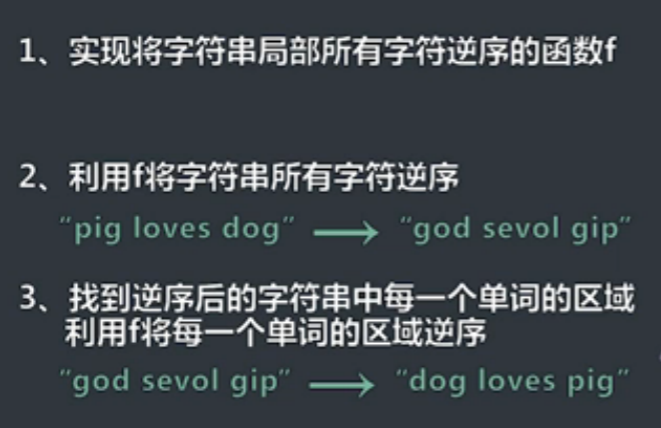 1、实现将字符串局部所有字符逆序的函数f
2、利用f将字符串所有字符逆序
“pig loves dog” → “god sevol gip”
3、找到逆序后的字符串中每一个单词的区域
利用f将每一个单词的区域逆序
“god sevol gip” → “dog loves pig”